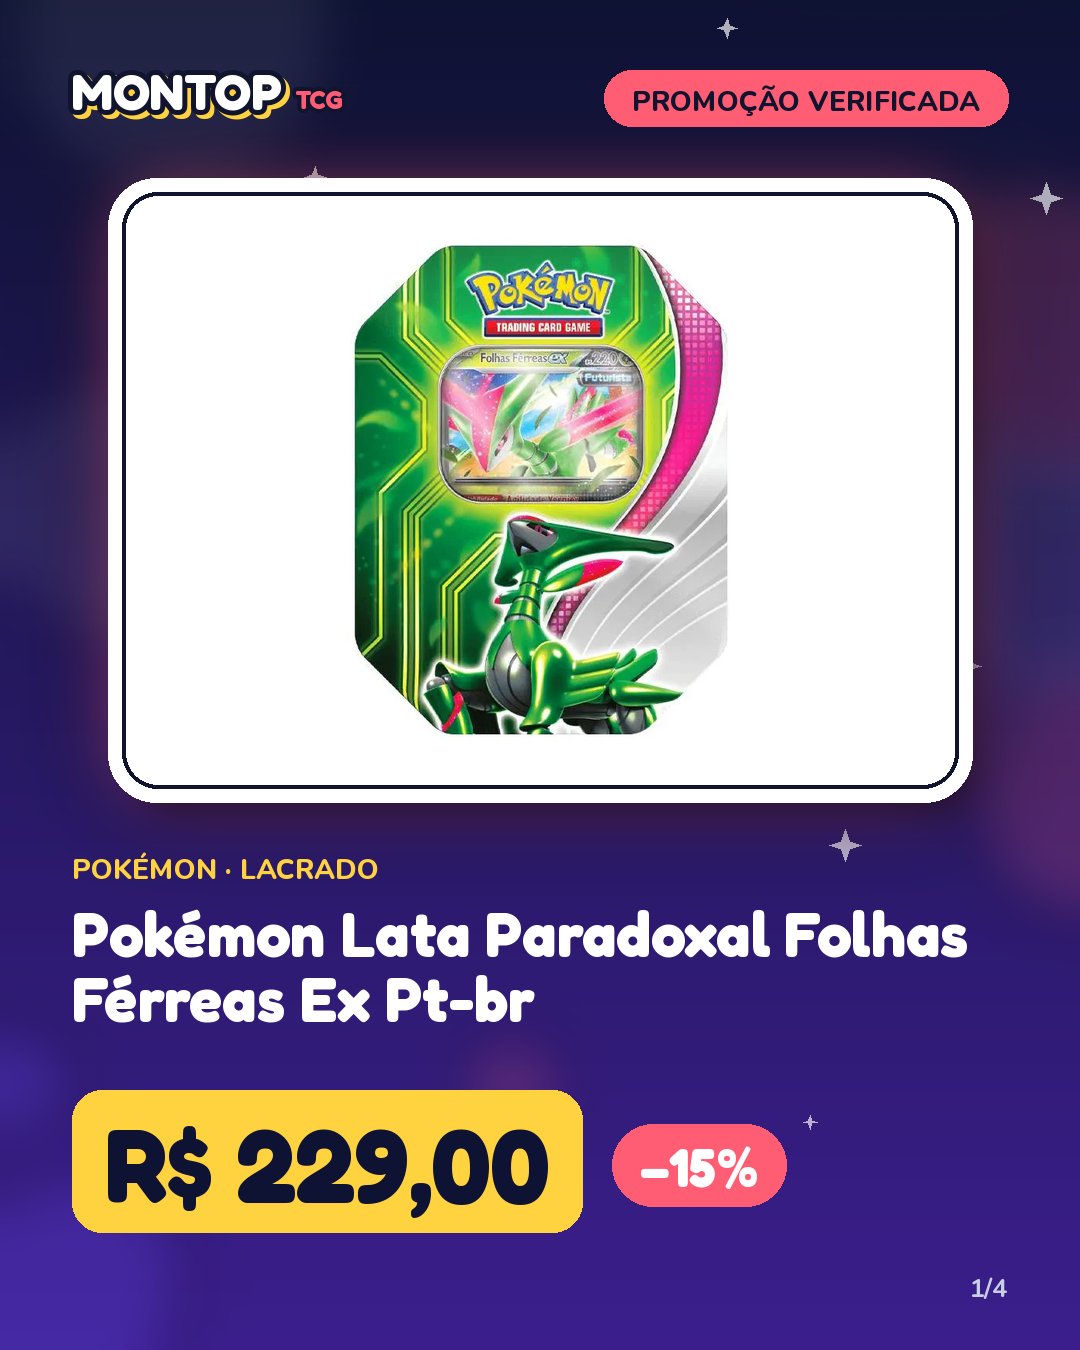 MONTOP TCG
PROMOÇÃO VERIFICADA
POKÉMON
TRADING CARD GAME
Folhas Férreas ex 220
Futurista
POKÉMON · LACRADO
Pokémon Lata Paradoxal Folhas
Férreas Ex Pt-br
R$ 229,00
–15%
1/4